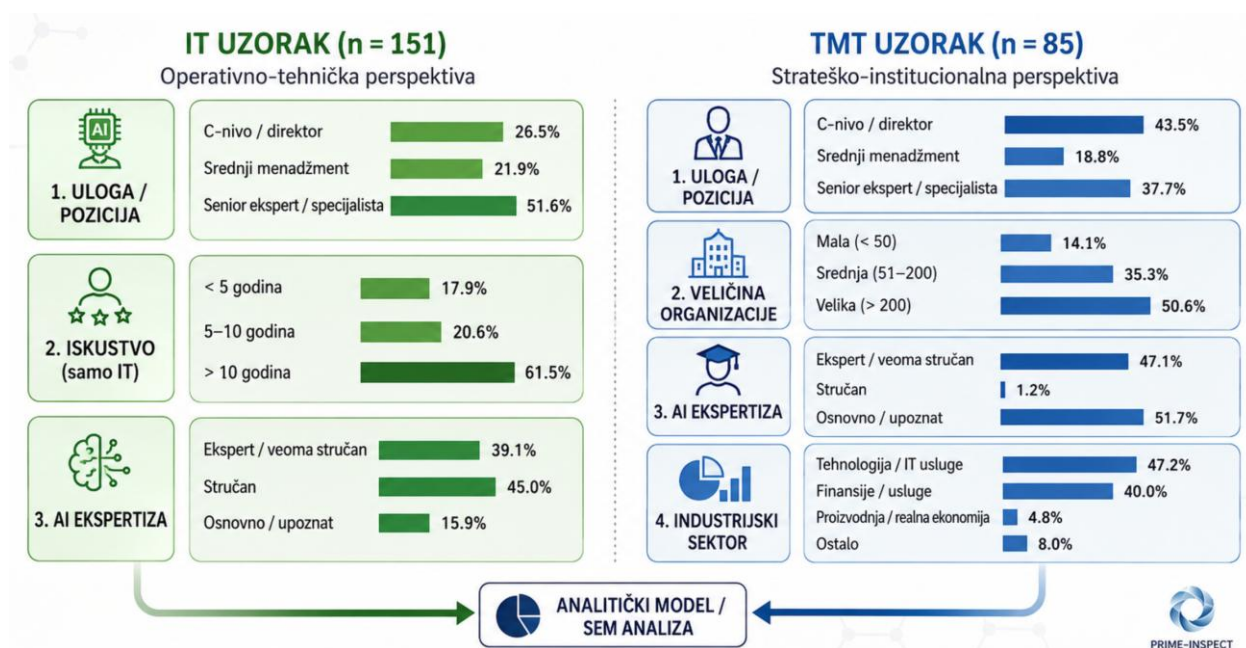 IT UZORAK (n = 151)
Operativno-tehnička perspektiva
AI
1. ULOGA /
POZICIJA
C-nivo / direktor 26.5%
Srednji menadžment 21.9%
Senior ekspert / specijalista 51.6%
2. ISKUSTVO
(samo IT)
< 5 godina 17.9%
5–10 godina 20.6%
> 10 godina 61.5%
3. AI EKSPERTIZA
Ekspert / veoma stručan 39.1%
Stručan 45.0%
Osnovno / upoznat 15.9%
TMT UZORAK (n = 85)
Strateško-institucionalna perspektiva
1. ULOGA /
POZICIJA
C-nivo / direktor 43.5%
Srednji menadžment 18.8%
Senior ekspert / specijalista 37.7%
2. VELIČINA
ORGANIZACIJE
Mala (< 50) 14.1%
Srednja (51–200) 35.3%
Velika (> 200) 50.6%
3. AI EKSPERTIZA
Ekspert / veoma stručan 47.1%
Stručan 1.2%
Osnovno / upoznat 51.7%
4. INDUSTRIJSKI
SEKTOR
Tehnologija / IT usluge 47.2%
Finansije / usluge 40.0%
Proizvodnja / realna ekonomija 4.8%
Ostalo 8.0%
ANALITIČKI MODEL /
SEM ANALIZA
PRIME-INSPECT